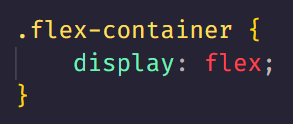 .flex-container {
    display: flex;
}